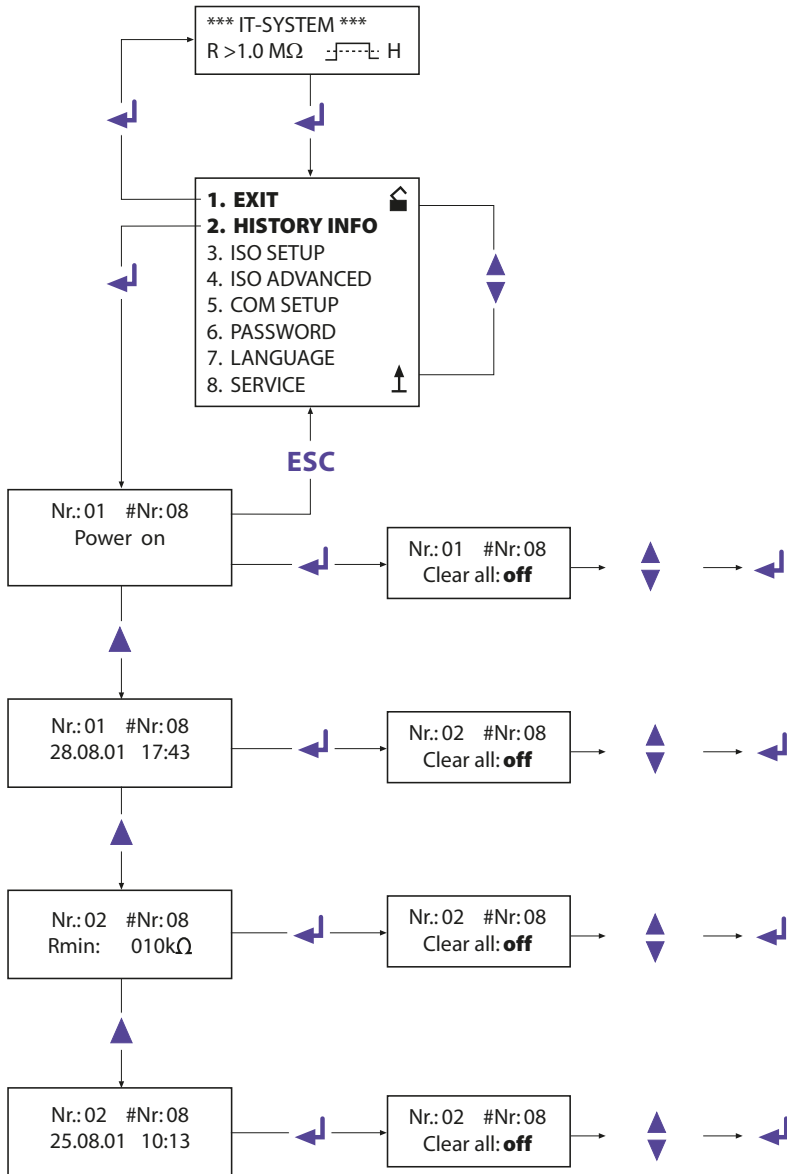 *** IT-SYSTEM ***
R >1.0 MΩ H
1. EXIT
2. HISTORY INFO
3. ISO SETUP
4. ISO ADVANCED
5. COM SETUP
6. PASSWORD
7. LANGUAGE
8. SERVICE
ESC
Nr.: 01 #Nr: 08
Power on
Nr.: 01 #Nr: 08
Clear all: off
Nr.: 01 #Nr: 08
28.08.01 17:43
Nr.: 02 #Nr: 08
Clear all: off
Nr.: 02 #Nr: 08
Rmin: 010kΩ
Nr.: 02 #Nr: 08
Clear all: off
Nr.: 02 #Nr: 08
25.08.01 10:13
Nr.: 02 #Nr: 08
Clear all: off